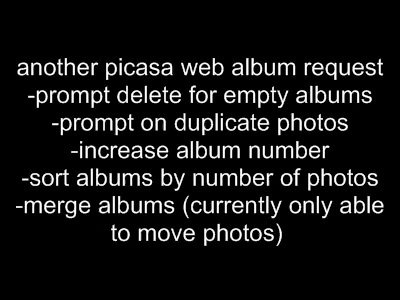 another picasa web album request
-prompt delete for empty albums
-prompt on duplicate photos
-increase album number
-sort albums by number of photos
-merge albums (currently only able
to move photos)